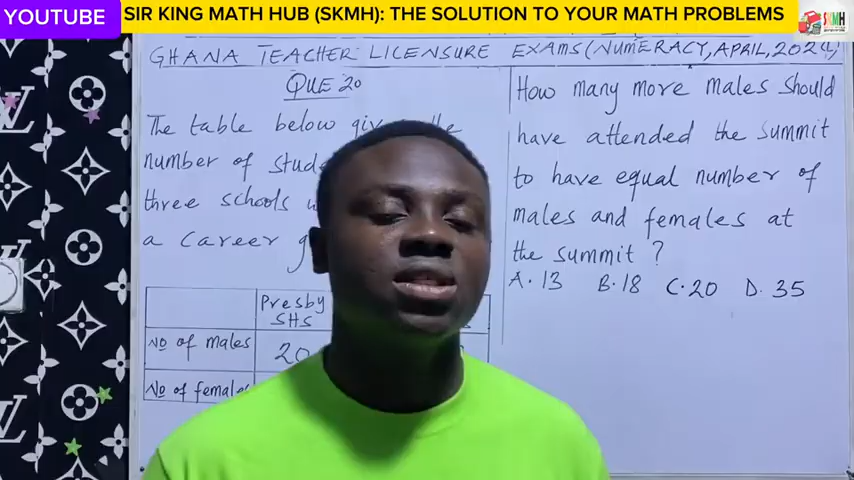 YOUTUBE
SIR KING MATH HUB (SKMH): THE SOLUTION TO YOUR MATH PROBLEMS
SKMH
GHANA TEACHER LICENSURE EXAMS (NUMERACY, APRIL, 2024)
QUE 20
The table below given the
number of
three schools
a career
Presby
SHS
No of males 20
No of females
How many more males should
have attended the summit
to have equal number of
males and females at
the summit?
A. 13 B. 18 C. 20 D. 35